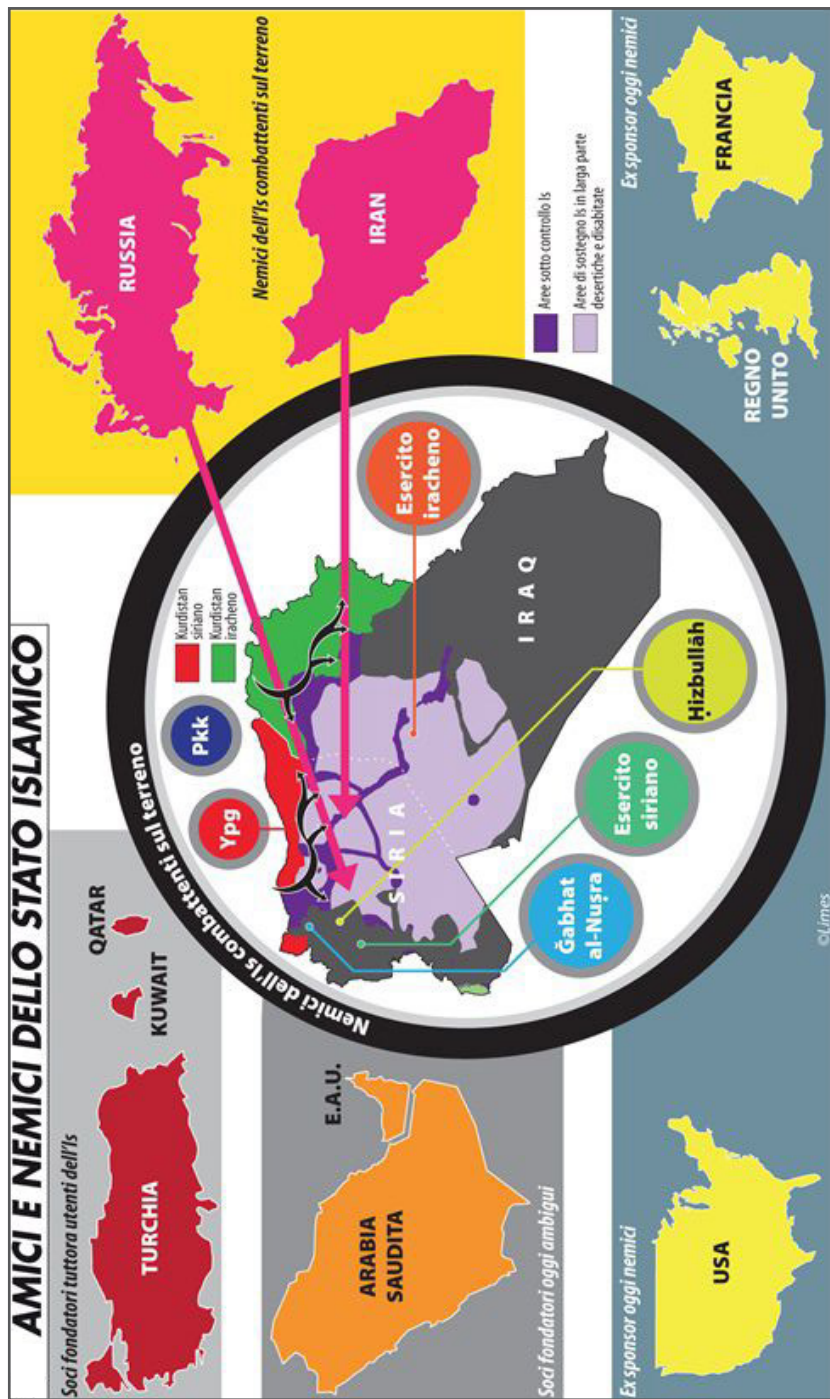 AMICI E NEMICI DELLO STATO ISLAMICO
Soci fondatori tuttora utenti dell'Is
TURCHIA
KUWAIT
QATAR
Soci fondatori oggi ambigui
ARABIA
SAUDITA
E.A.U.
Ex sponsor oggi nemici
USA
Nemici dell'Is combattenti sul terreno
Ypg
Pkk
Kurdistan
siriano
Kurdistan
iracheno
SIRIA
IRAQ
Esercito
iracheno
Ḥizbullāh
Esercito
siriano
Ǧabhat
al-Nuṣra
RUSSIA
Nemici dell'Is combattenti sul terreno
IRAN
Aree sotto controllo Is
Aree di sostegno Is in larga parte
desertiche e disabitate
Ex sponsor oggi nemici
REGNO
UNITO
FRANCIA
©Limes